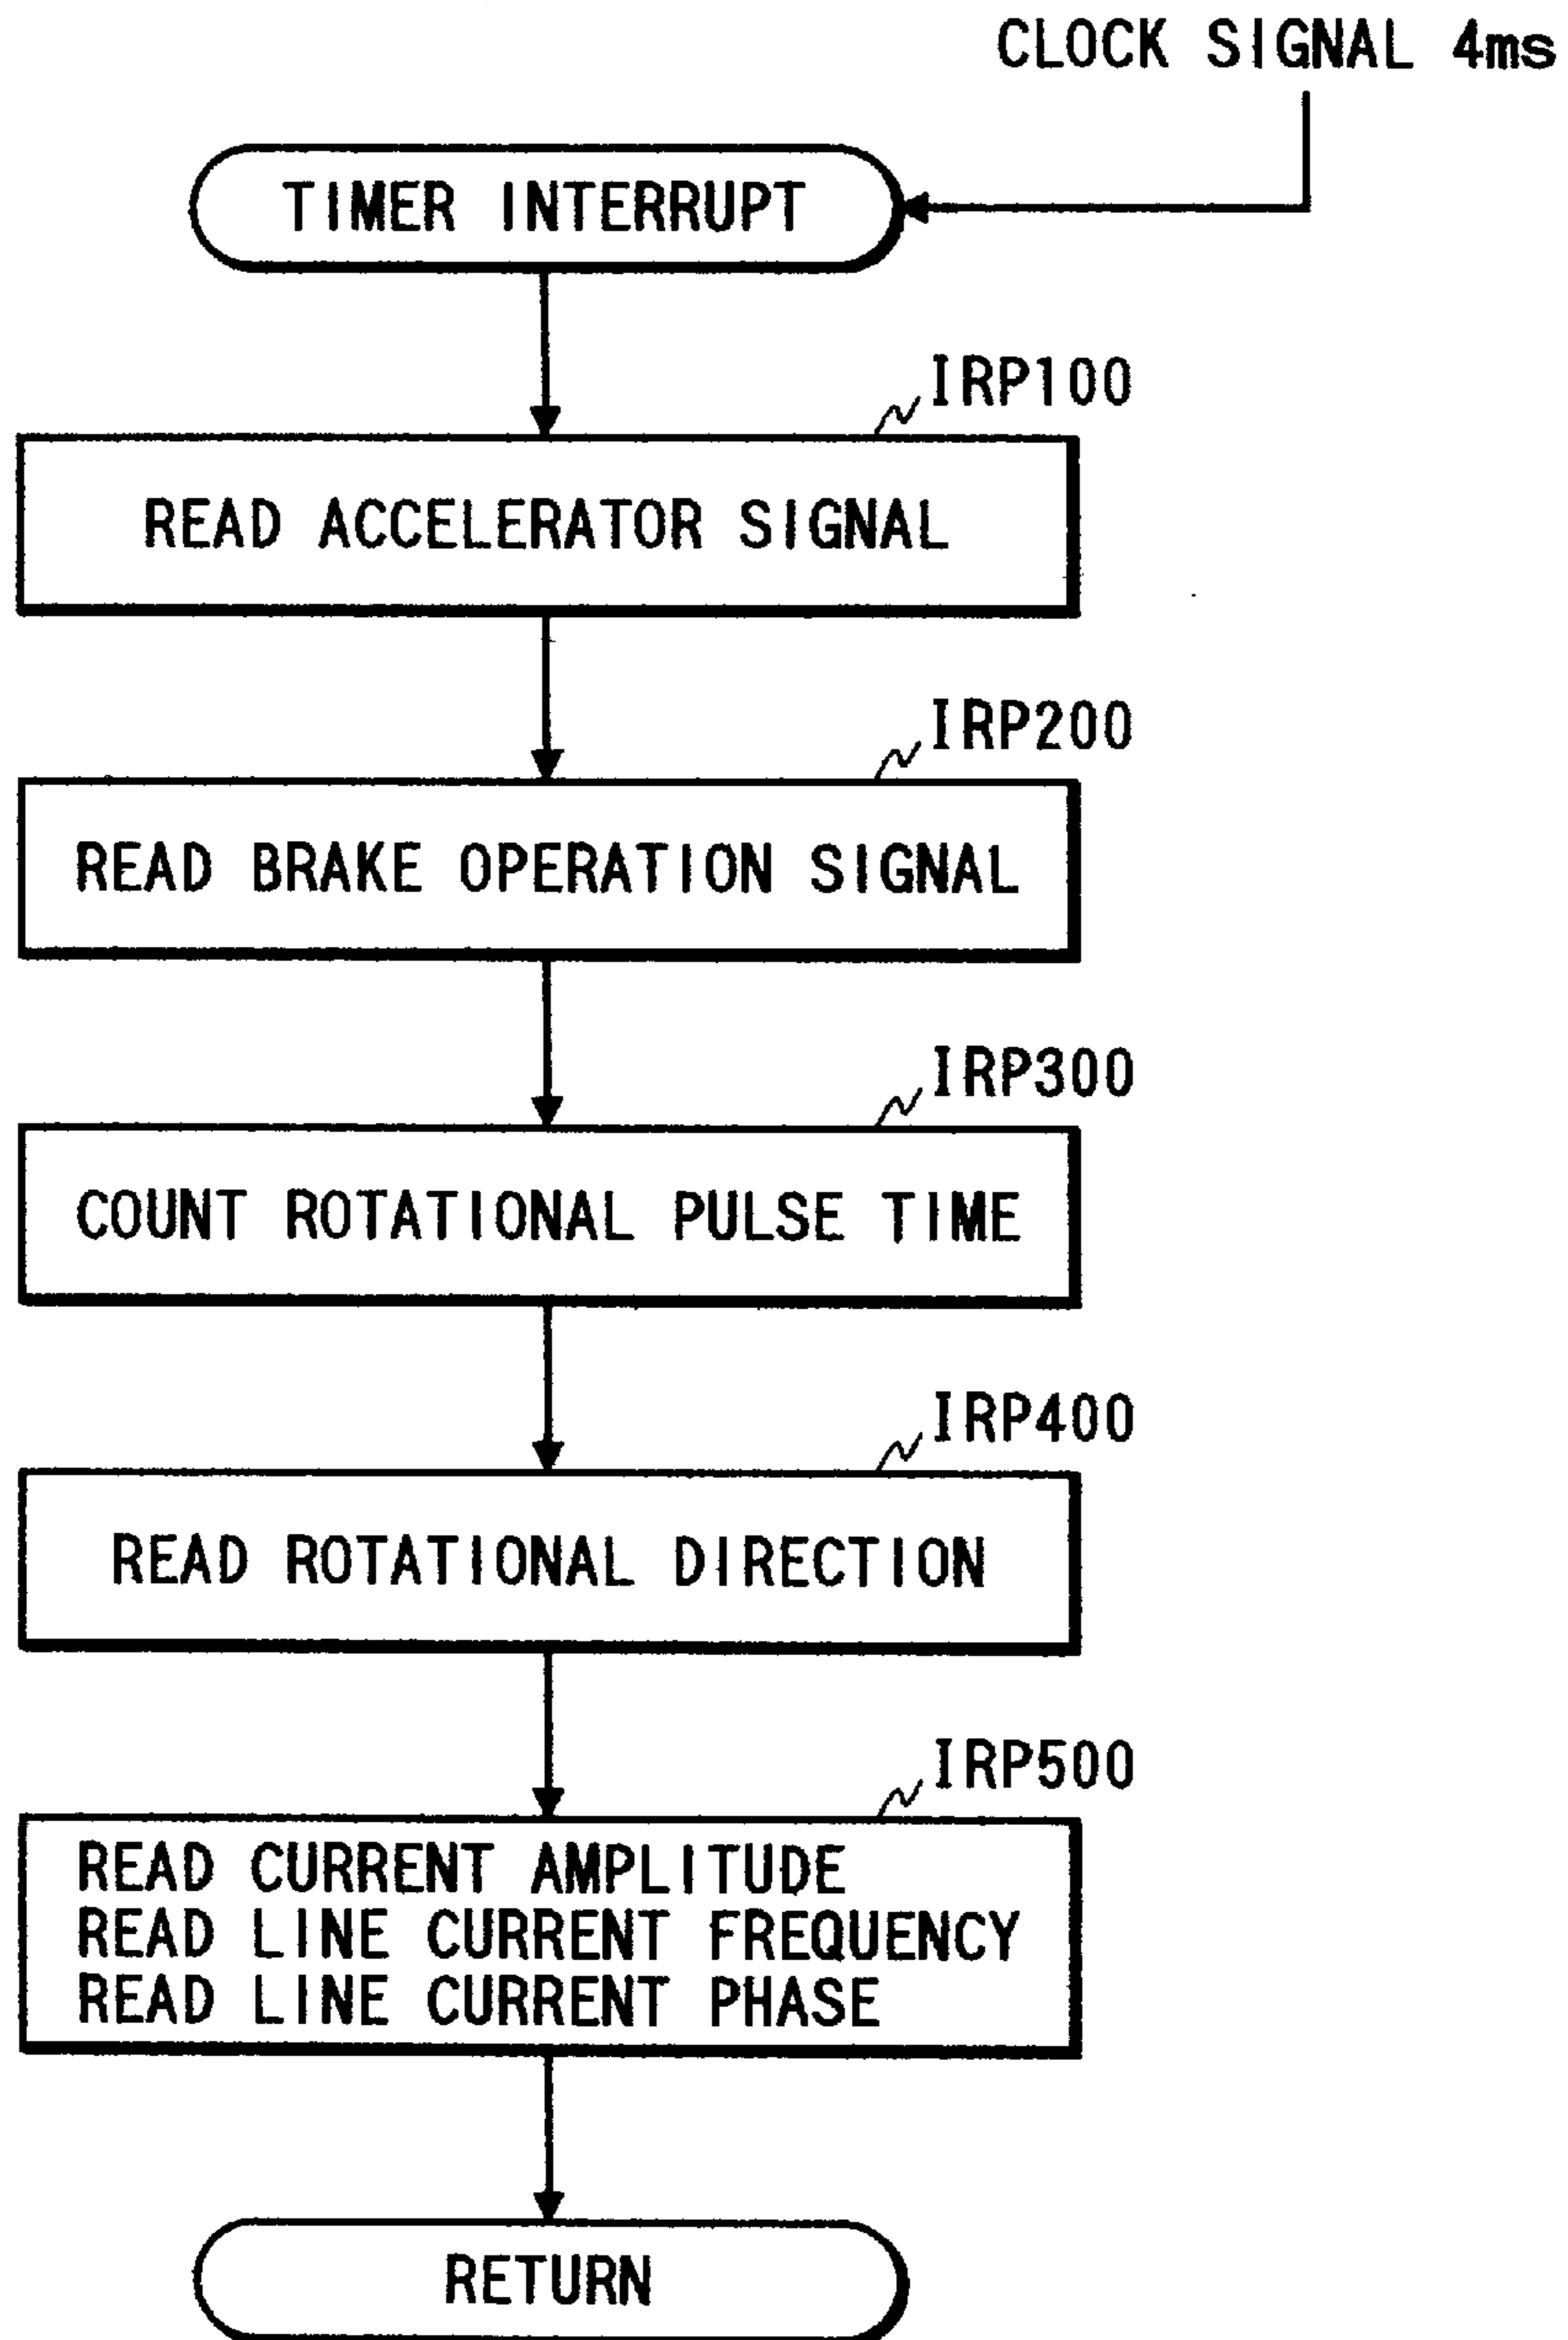 CLOCK SIGNAL 4ms
TIMER INTERRUPT
IRP100
READ ACCELERATOR SIGNAL
IRP200
READ BRAKE OPERATION SIGNAL
IRP300
COUNT ROTATIONAL PULSE TIME
IRP400
READ ROTATIONAL DIRECTION
IRP500
READ CURRENT AMPLITUDE
READ LINE CURRENT FREQUENCY
READ LINE CURRENT PHASE
RETURN